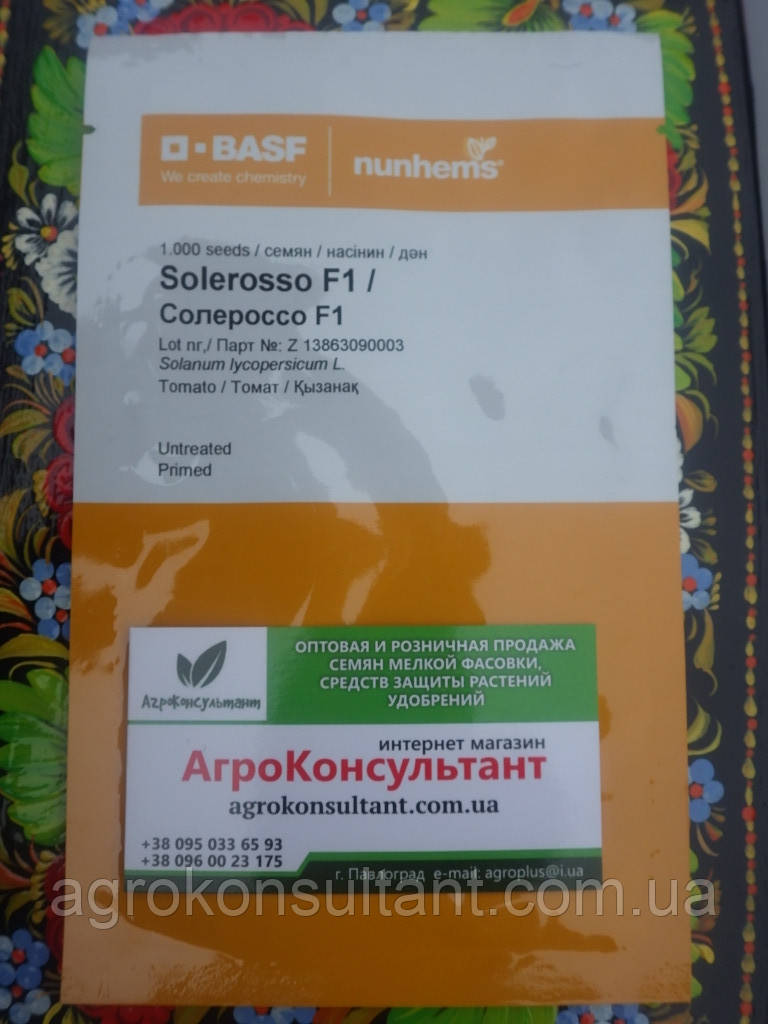 BASF
We create chemistry
nunhems®
1.000 seeds / семян / насінин / дән
Solerosso F1 /
Солероссо F1
Lot nr,/ Парт №: Z 13863090003
Solanum lycopersicum L.
Tomato / Томат / Қызанақ
Untreated
Primed
АгроКонсультант
ОПТОВАЯ И РОЗНИЧНАЯ ПРОДАЖА
СЕМЯН МЕЛКОЙ ФАСОВКИ,
СРЕДСТВ ЗАЩИТЫ РАСТЕНИЙ
УДОБРЕНИЙ
интернет магазин
АгроКонсультант
agrokonsultant.com.ua
+38 095 033 65 93
+38 096 00 23 175
г. Павлоград e-mail: agroplus@i.ua
agrokonsultant.com.ua